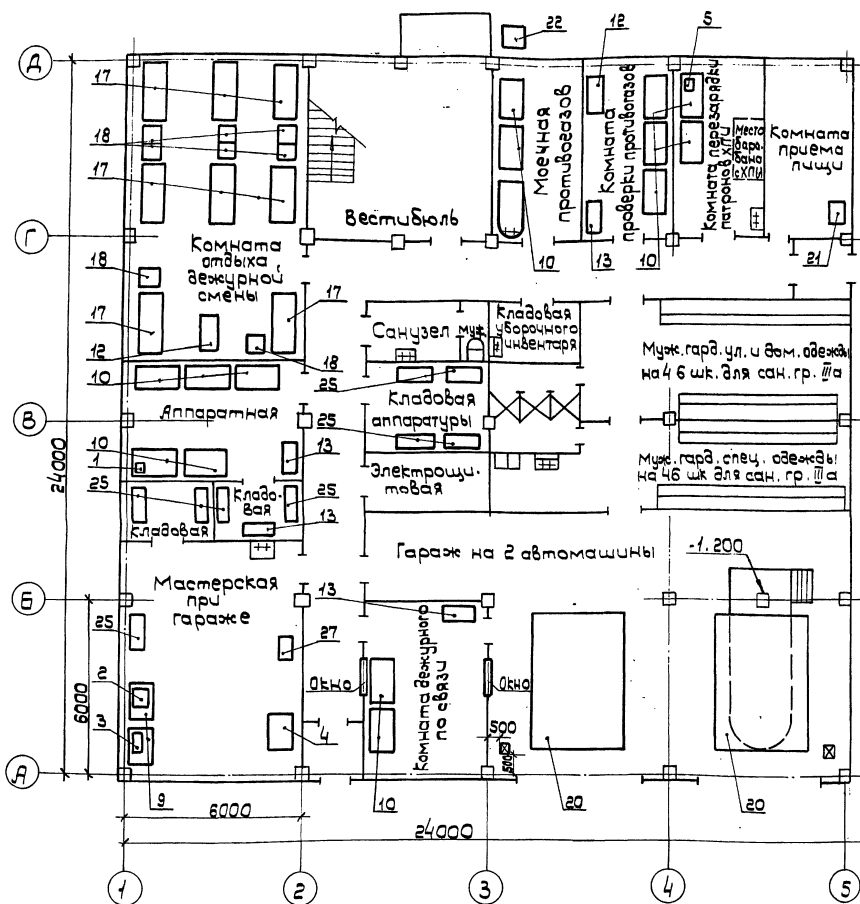 22
12
5
Д
17
18
17
Моечная
противогазов
Комната
проверки противогазов
Комната перезарядки
патронов ХПИ
Место
бара-
бана
с ХПИ
Комната
приема
пищи
Вестибюль
Г
10
13
10
21
Комната
отдыха
дежурной
смены
18
17
12
17
18
Санузел
муж.
Кладовая
уборочного
инвентаря
Муж. гард. ул. и дом. одежды
на 46 шк. для сан. гр. IIIа
10
25
Аппаратная
Кладовая
аппаратуры
В
25
10
1
13
25
Кладо-
вая
25
Кладовая
13
Электрощи-
товая
Муж. гард. спец. одежды
на 46 шк для сан. гр. IIIа
24000
Гараж на 2 автомашины
-1.200
Мастерская
при
гараже
Б
13
25
27
2
Окно
Комната дежурного
по связи
Окно
6000
3
4
500
500
А
9
10
20
20
6000
24000
1
2
3
4
5